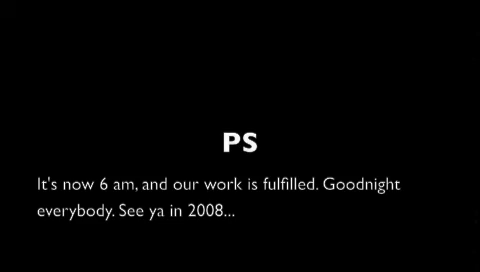 PS
It's now 6 am, and our work is fulfilled. Goodnight
everybody. See ya in 2008...